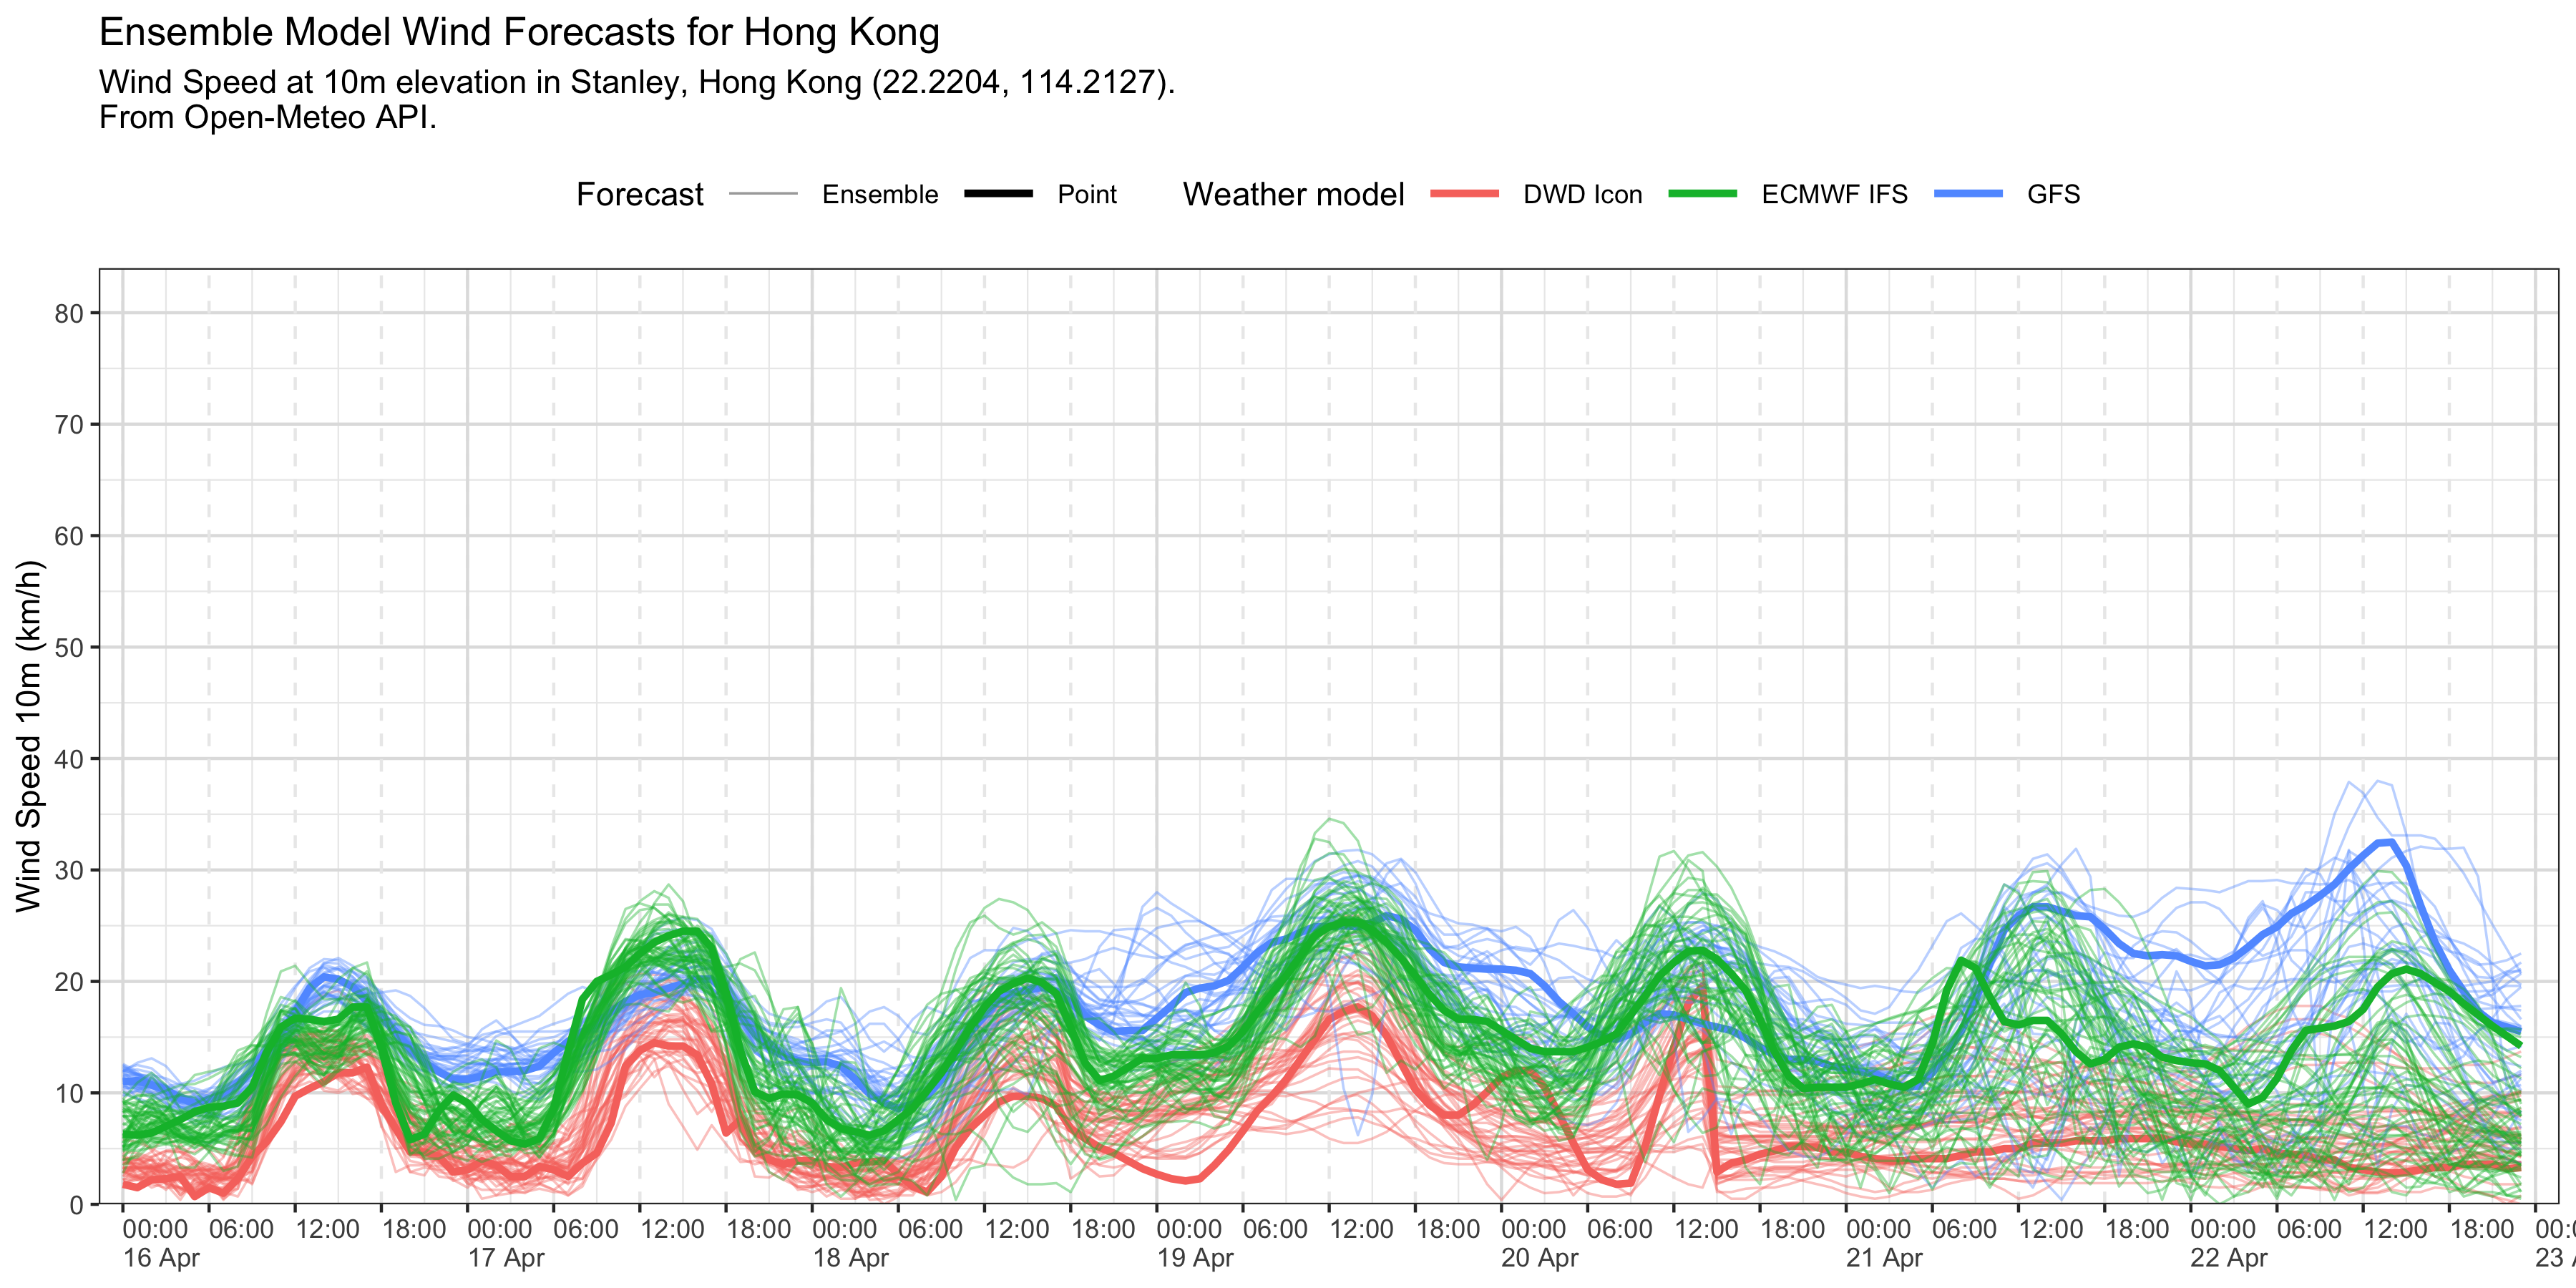 Ensemble Model Wind Forecasts for Hong Kong
Wind Speed at 10m elevation in Stanley, Hong Kong (22.2204, 114.2127).
From Open-Meteo API.
Forecast Ensemble Point Weather model DWD Icon ECMWF IFS GFS
Wind Speed 10m (km/h)
80
70
60
50
40
30
20
10
0
00:00 06:00 12:00 18:00 00:00 06:00 12:00 18:00 00:00 06:00 12:00 18:00 00:00 06:00 12:00 18:00 00:00 06:00 12:00 18:00 00:00 06:00 12:00 18:00 00:00 06:00 12:00 18:00 00:0
16 Apr 17 Apr 18 Apr 19 Apr 20 Apr 21 Apr 22 Apr 23